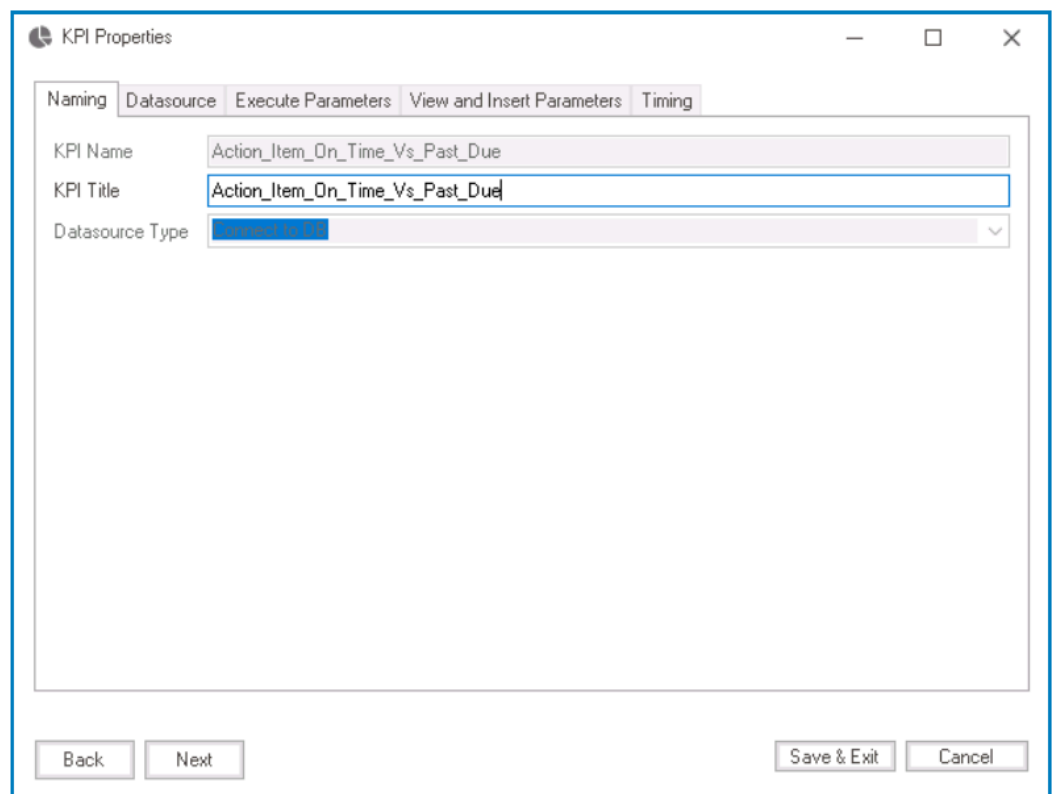 KPI Properties
Naming Datasource Execute Parameters View and Insert Parameters Timing
KPI Name Action_Item_On_Time_Vs_Past_Due
KPI Title Action_Item_On_Time_Vs_Past_Due
Datasource Type Connect to DB
Back Next Save & Exit Cancel